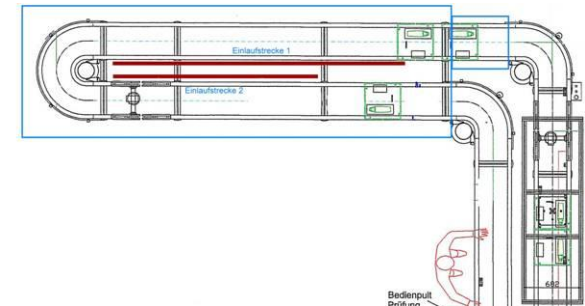 Einlaufstrecke 1
Einlaufstrecke 2
682
Bedienpult
Prüfung